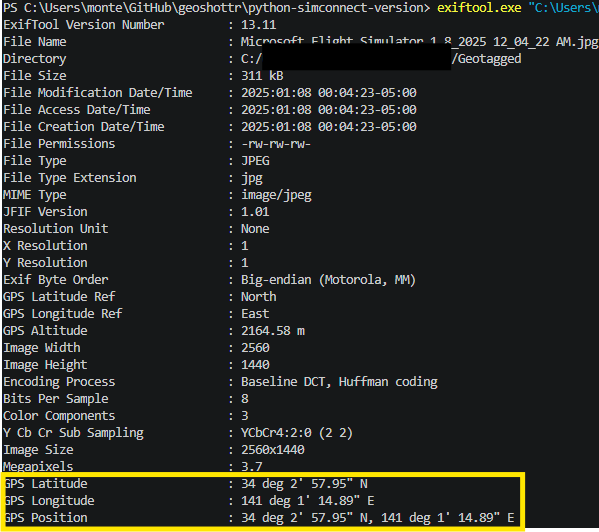 PS C:\Users\monte\GitHub\geoshottr\python-simconnect-version> exiftool.exe "C:\Users\
ExifTool Version Number : 13.11
File Name : Microsoft Flight Simulator 1_8_2025 12_04_22 AM.jpg
Directory : C:/ /Geotagged
File Size : 311 kB
File Modification Date/Time : 2025:01:08 00:04:23-05:00
File Access Date/Time : 2025:01:08 00:04:23-05:00
File Creation Date/Time : 2025:01:08 00:04:23-05:00
File Permissions : -rw-rw-rw-
File Type : JPEG
File Type Extension : jpg
MIME Type : image/jpeg
JFIF Version : 1.01
Resolution Unit : None
X Resolution : 1
Y Resolution : 1
Exif Byte Order : Big-endian (Motorola, MM)
GPS Latitude Ref : North
GPS Longitude Ref : East
GPS Altitude : 2164.58 m
Image Width : 2560
Image Height : 1440
Encoding Process : Baseline DCT, Huffman coding
Bits Per Sample : 8
Color Components : 3
Y Cb Cr Sub Sampling : YCbCr4:2:0 (2 2)
Image Size : 2560x1440
Megapixels : 3.7
GPS Latitude : 34 deg 2' 57.95" N
GPS Longitude : 141 deg 1' 14.89" E
GPS Position : 34 deg 2' 57.95" N, 141 deg 1' 14.89" E